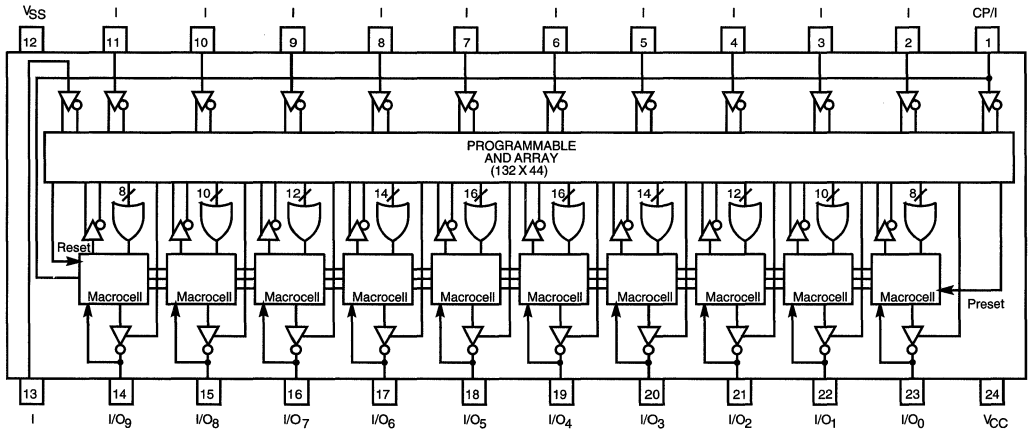 VSS I I I I I I I I I I CP/I
12 11 10 9 8 7 6 5 4 3 2 1
PROGRAMMABLE
AND ARRAY
(132 X 44)
8 10 12 14 16 16 14 12 10 8
Reset
Macrocell Macrocell Macrocell Macrocell Macrocell Macrocell Macrocell Macrocell Macrocell Macrocell
Preset
13 14 15 16 17 18 19 20 21 22 23 24
I I/O9 I/O8 I/O7 I/O6 I/O5 I/O4 I/O3 I/O2 I/O1 I/O0 VCC